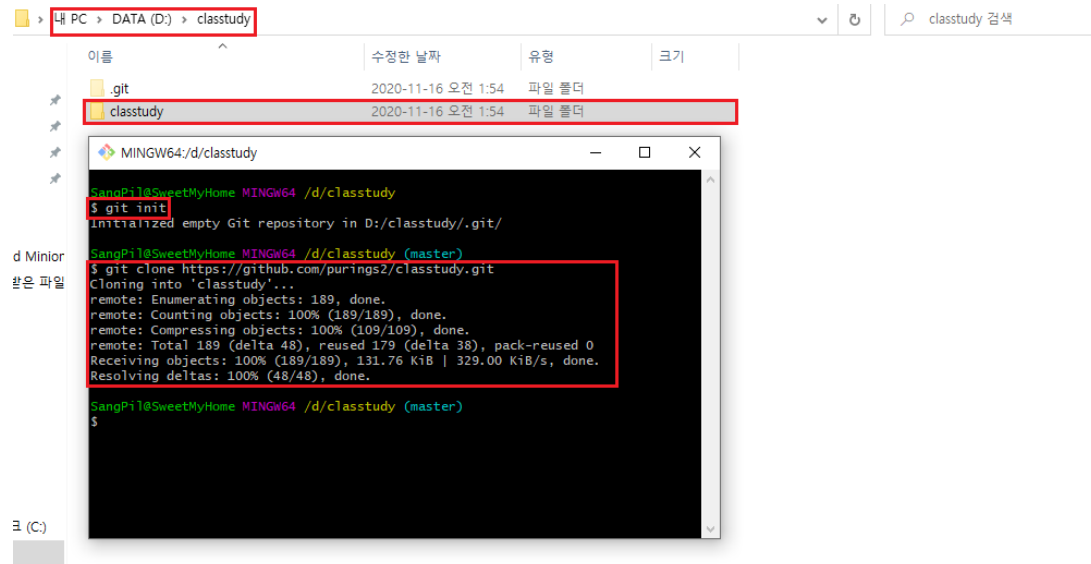 내 PC > DATA (D:) > classtudy
classtudy 검색
이름 수정한 날짜 유형 크기
.git 2020-11-16 오전 1:54 파일 폴더
classtudy 2020-11-16 오전 1:54 파일 폴더
MINGW64:/d/classtudy
SangPil@SweetMyHome MINGW64 /d/classtudy
$ git init
Initialized empty Git repository in D:/classtudy/.git/
SangPil@SweetMyHome MINGW64 /d/classtudy (master)
$ git clone https://github.com/purings2/classtudy.git
Cloning into 'classtudy'...
remote: Enumerating objects: 189, done.
remote: Counting objects: 100% (189/189), done.
remote: Compressing objects: 100% (109/109), done.
remote: Total 189 (delta 48), reused 179 (delta 38), pack-reused 0
Receiving objects: 100% (189/189), 131.76 KiB | 329.00 KiB/s, done.
Resolving deltas: 100% (48/48), done.
SangPil@SweetMyHome MINGW64 /d/classtudy (master)
$
d Minior
받은 파일
크 (C:)